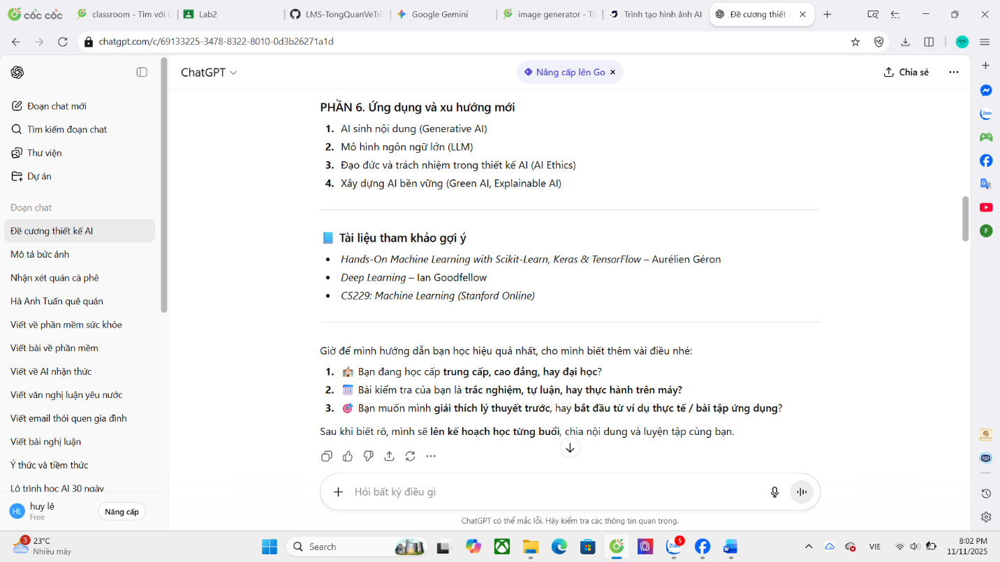 cốc cốc
classroom - Tìm với C
Lab2
LMS-TongQuanVeTri
Google Gemini
image generator - Tì
Trình tạo hình ảnh AI
Đề cương thiết
chatgpt.com/c/69133225-3478-8322-8010-0d3b26271a1d
ChatGPT
Nâng cấp lên Go
Chia sẻ
Đoạn chat mới
Tìm kiếm đoạn chat
Thư viện
Dự án
Đoạn chat
Đề cương thiết kế AI
Mô tả bức ảnh
Nhận xét quán cà phê
Hà Anh Tuấn quê quán
Viết về phần mềm sức khỏe
Viết bài về phần mềm
Viết về AI nhận thức
Viết văn nghị luận yêu nước
Viết email thói quen gia đình
Viết bài nghị luận
Ý thức và tiềm thức
Lộ trình học AI 30 ngày
HL
huy lê
Free
Nâng cấp
PHẦN 6. Ứng dụng và xu hướng mới
1. AI sinh nội dung (Generative AI)
2. Mô hình ngôn ngữ lớn (LLM)
3. Đạo đức và trách nhiệm trong thiết kế AI (AI Ethics)
4. Xây dựng AI bền vững (Green AI, Explainable AI)
Tài liệu tham khảo gợi ý
Hands-On Machine Learning with Scikit-Learn, Keras & TensorFlow – Aurélien Géron
Deep Learning – Ian Goodfellow
CS229: Machine Learning (Stanford Online)
Giờ để mình hướng dẫn bạn học hiệu quả nhất, cho mình biết thêm vài điều nhé:
1. Bạn đang học cấp trung cấp, cao đẳng, hay đại học?
2. Bài kiểm tra của bạn là trắc nghiệm, tự luận, hay thực hành trên máy?
3. Bạn muốn mình giải thích lý thuyết trước, hay bắt đầu từ ví dụ thực tế / bài tập ứng dụng?
Sau khi biết rõ, mình sẽ lên kế hoạch học từng buổi, chia nội dung và luyện tập cùng bạn.
Hỏi bất kỳ điều gì
ChatGPT có thể mắc lỗi. Hãy kiểm tra các thông tin quan trọng.
Zalo
F
3
23°C
Nhiều mây
Search
Zalo
5
VIE
8:02 PM
11/11/2025